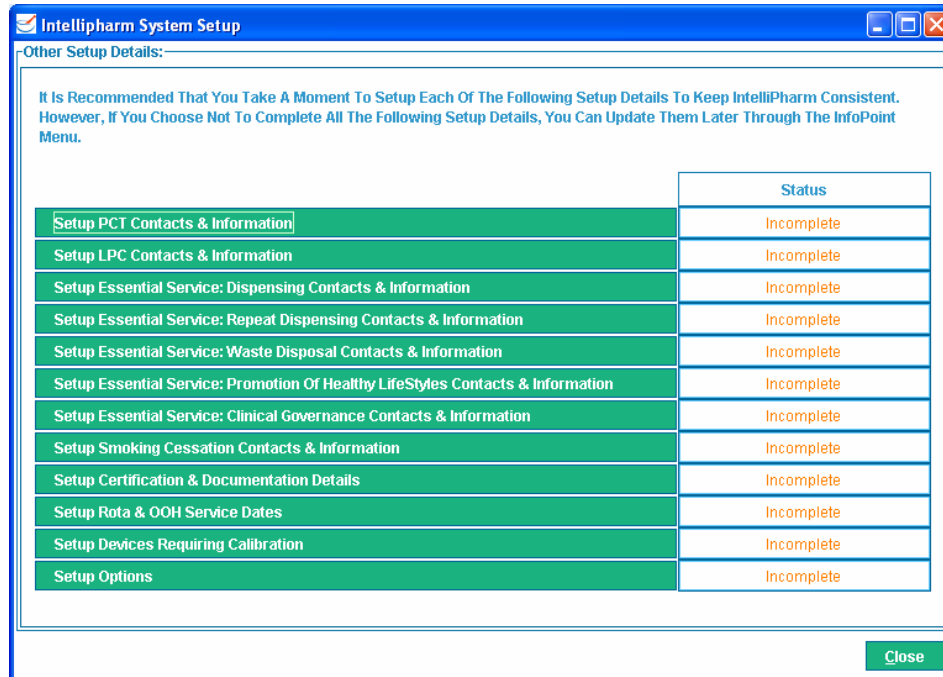 Intellipharm System Setup
Other Setup Details:
It Is Recommended That You Take A Moment To Setup Each Of The Following Setup Details To Keep IntelliPharm Consistent.
However, If You Choose Not To Complete All The Following Setup Details, You Can Update Them Later Through The InfoPoint
Menu.
Status
Setup PCT Contacts & Information Incomplete
Setup LPC Contacts & Information Incomplete
Setup Essential Service: Dispensing Contacts & Information Incomplete
Setup Essential Service: Repeat Dispensing Contacts & Information Incomplete
Setup Essential Service: Waste Disposal Contacts & Information Incomplete
Setup Essential Service: Promotion Of Healthy LifeStyles Contacts & Information Incomplete
Setup Essential Service: Clinical Governance Contacts & Information Incomplete
Setup Smoking Cessation Contacts & Information Incomplete
Setup Certification & Documentation Details Incomplete
Setup Rota & OOH Service Dates Incomplete
Setup Devices Requiring Calibration Incomplete
Setup Options Incomplete
Close